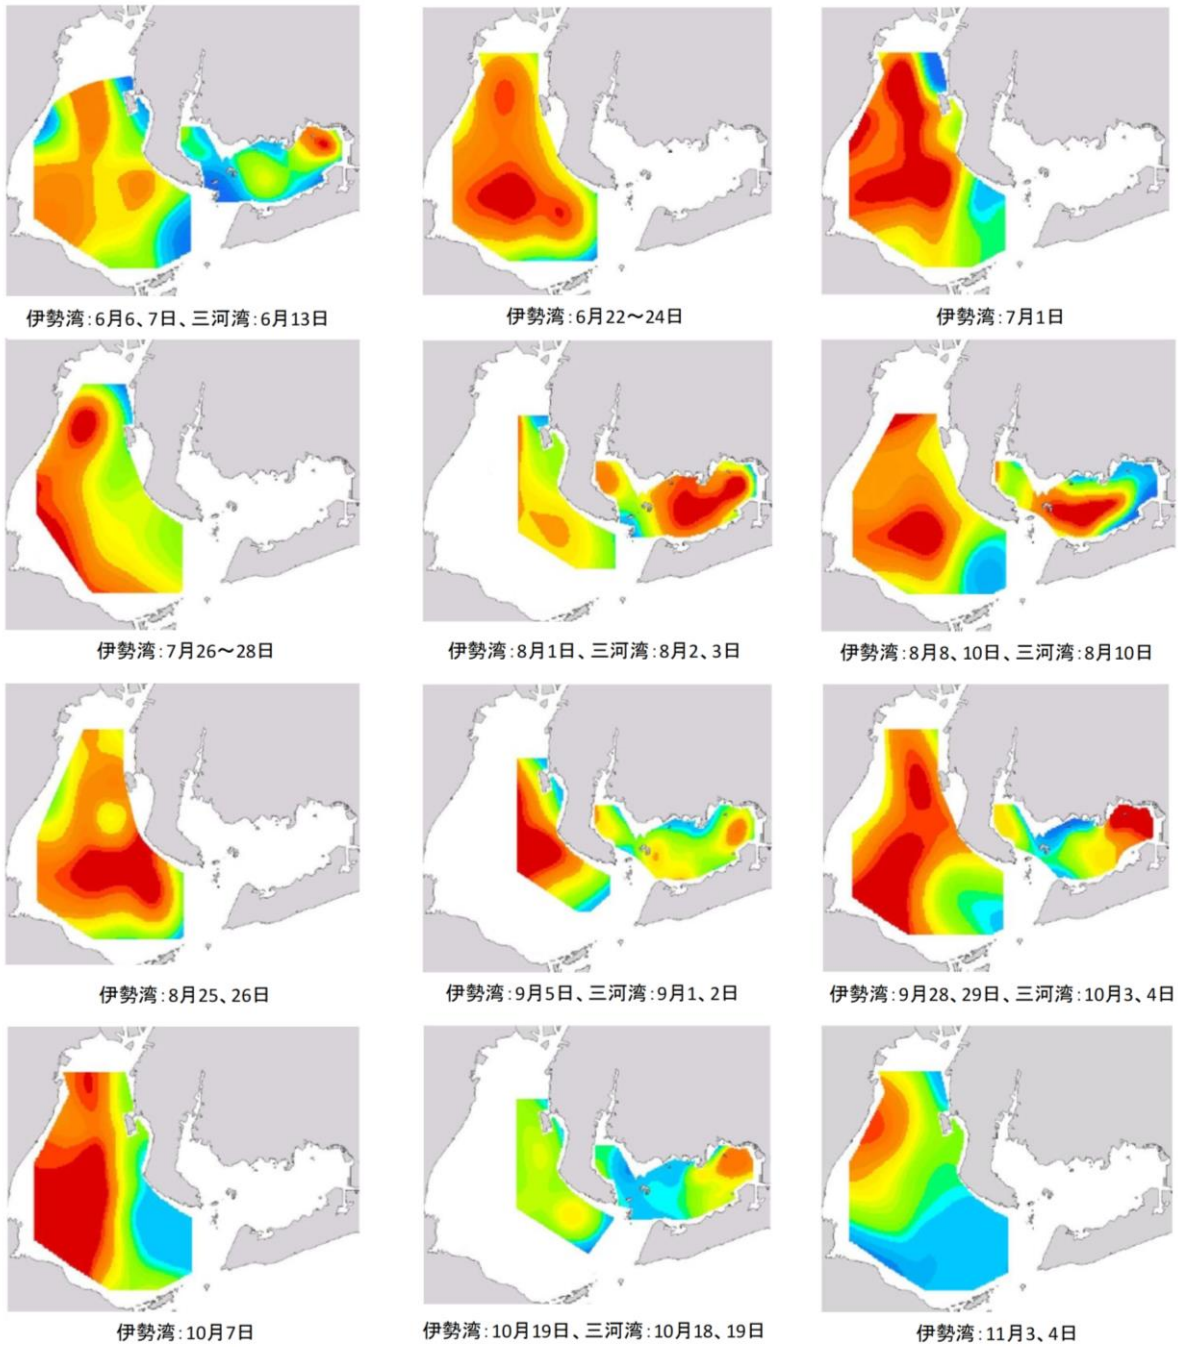 伊勢湾:6月6、7日、三河湾:6月13日
伊勢湾:6月22～24日
伊勢湾:7月1日
伊勢湾:7月26～28日
伊勢湾:8月1日、三河湾:8月2、3日
伊勢湾:8月8、10日、三河湾:8月10日
伊勢湾:8月25、26日
伊勢湾:9月5日、三河湾:9月1、2日
伊勢湾:9月28、29日、三河湾:10月3、4日
伊勢湾:10月7日
伊勢湾:10月19日、三河湾:10月18、19日
伊勢湾:11月3、4日